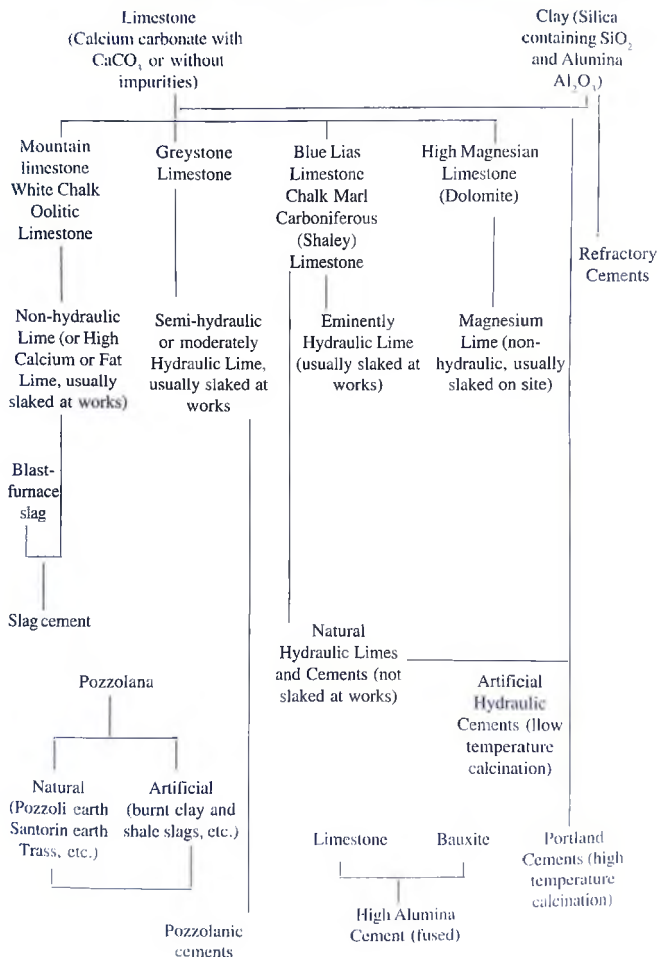 Limestone
(Calcium carbonate with
CaCO₃ or without
impurities)
Clay (Silica
containing SiO₂
and Alumina
Al₂O₃)
Mountain
limestone
White Chalk
Oolitic
Limestone
Greystone
Limestone
Blue Lias
Limestone
Chalk Marl
Carboniferous
(Shaley)
Limestone
High Magnesian
Limestone
(Dolomite)
Refractory
Cements
Non-hydraulic
Lime (or High
Calcium or Fat
Lime, usually
slaked at works)
Semi-hydraulic
or moderately
Hydraulic Lime,
usually slaked at
works
Eminently
Hydraulic Lime
(usually slaked at
works)
Magnesium
Lime (non-
hydraulic, usually
slaked on site)
Blast-
furnace
slag
Slag cement
Natural
Hydraulic Limes
and Cements (not
slaked at works)
Artificial
Hydraulic
Cements (llow
temperature
calcination)
Pozzolana
Natural
(Pozzoli earth
Santorin earth
Trass, etc.)
Artificial
(burnt clay and
shale slags, etc.)
Limestone
Bauxite
Portland
Cements (high
temperature
calcination)
High Alumina
Cement (fused)
Pozzolanic
cements